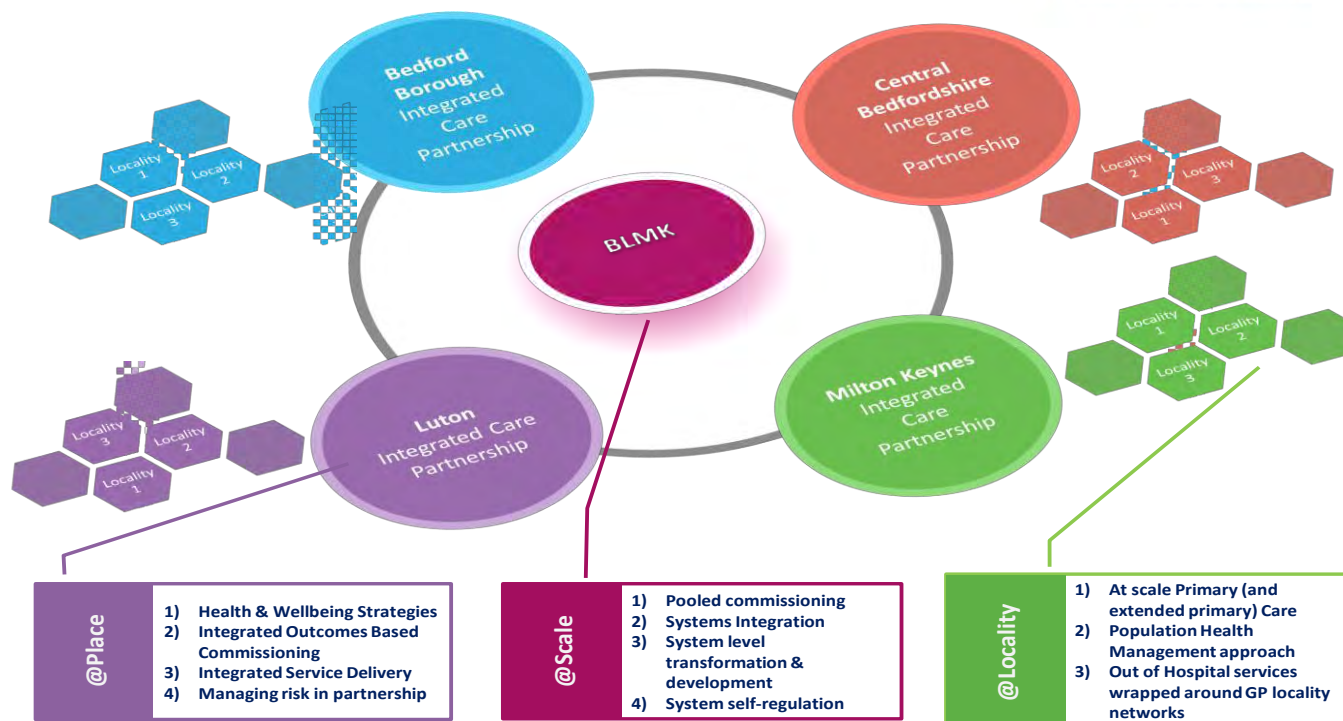 Bedford
Borough
Integrated
Care
Partnership
Central
Bedfordshire
Integrated
Care
Partnership
Locality
1
Locality
2
Locality
3
Locality
2
Locality
3
Locality
1
BLMK
Locality
1
Locality
2
Locality
3
Luton
Integrated Care
Partnership
Milton Keynes
Integrated
Care
Partnership
Locality
3
Locality
2
Locality
1
@Place
1) Health & Wellbeing Strategies
2) Integrated Outcomes Based
Commissioning
3) Integrated Service Delivery
4) Managing risk in partnership
@Scale
1) Pooled commissioning
2) Systems Integration
3) System level
transformation &
development
4) System self-regulation
@Locality
1) At scale Primary (and
extended primary) Care
2) Population Health
Management approach
3) Out of Hospital services
wrapped around GP locality
networks